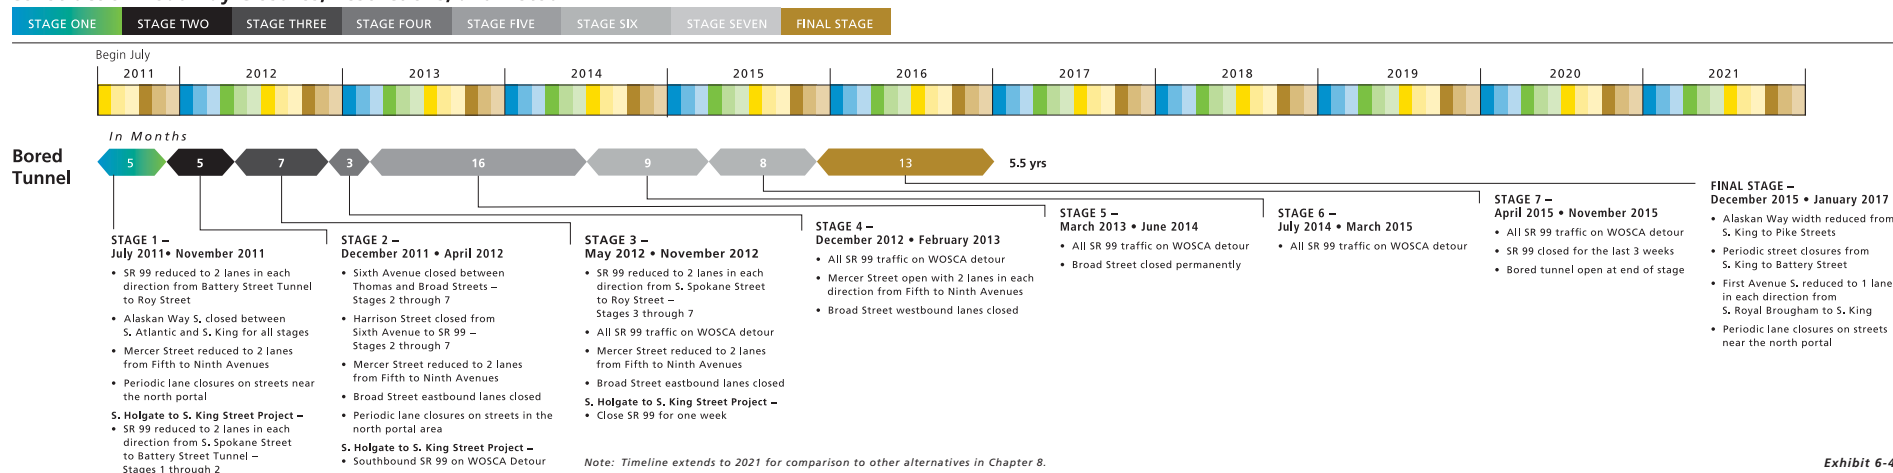 STAGE ONE STAGE TWO STAGE THREE STAGE FOUR STAGE FIVE STAGE SIX STAGE SEVEN FINAL STAGE
Begin July
2011 2012 2013 2014 2015 2016 2017 2018 2019 2020 2021
In Months
Bored
Tunnel
5 5 7 3 16 9 8 13 5.5 yrs
STAGE 1 –
July 2011• November 2011
• SR 99 reduced to 2 lanes in each
direction from Battery Street Tunnel
to Roy Street
• Alaskan Way S. closed between
S. Atlantic and S. King for all stages
• Mercer Street reduced to 2 lanes
from Fifth to Ninth Avenues
• Periodic lane closures on streets near
the north portal
S. Holgate to S. King Street Project –
• SR 99 reduced to 2 lanes in each
direction from S. Spokane Street
to Battery Street Tunnel –
Stages 1 through 2
STAGE 2 –
December 2011 • April 2012
• Sixth Avenue closed between
Thomas and Broad Streets –
Stages 2 through 7
• Harrison Street closed from
Sixth Avenue to SR 99 –
Stages 2 through 7
• Mercer Street reduced to 2 lanes
from Fifth to Ninth Avenues
• Broad Street eastbound lanes closed
• Periodic lane closures on streets in the
north portal area
S. Holgate to S. King Street Project –
• Southbound SR 99 on WOSCA Detour
STAGE 3 –
May 2012 • November 2012
• SR 99 reduced to 2 lanes in each
direction from S. Spokane Street
to Roy Street –
Stages 3 through 7
• All SR 99 traffic on WOSCA detour
• Mercer Street reduced to 2 lanes
from Fifth to Ninth Avenues
• Broad Street eastbound lanes closed
S. Holgate to S. King Street Project –
• Close SR 99 for one week
STAGE 4 –
December 2012 • February 2013
• All SR 99 traffic on WOSCA detour
• Mercer Street open with 2 lanes in each
direction from Fifth to Ninth Avenues
• Broad Street westbound lanes closed
STAGE 5 –
March 2013 • June 2014
• All SR 99 traffic on WOSCA detour
• Broad Street closed permanently
STAGE 6 –
July 2014 • March 2015
• All SR 99 traffic on WOSCA detour
STAGE 7 –
April 2015 • November 2015
• All SR 99 traffic on WOSCA detour
• SR 99 closed for the last 3 weeks
• Bored tunnel open at end of stage
FINAL STAGE –
December 2015 • January 2017
• Alaskan Way width reduced from
S. King to Pike Streets
• Periodic street closures from
S. King to Battery Street
• First Avenue S. reduced to 1 lane
in each direction from
S. Royal Brougham to S. King
• Periodic lane closures on streets
near the north portal
Note: Timeline extends to 2021 for comparison to other alternatives in Chapter 8.
Exhibit 6-4